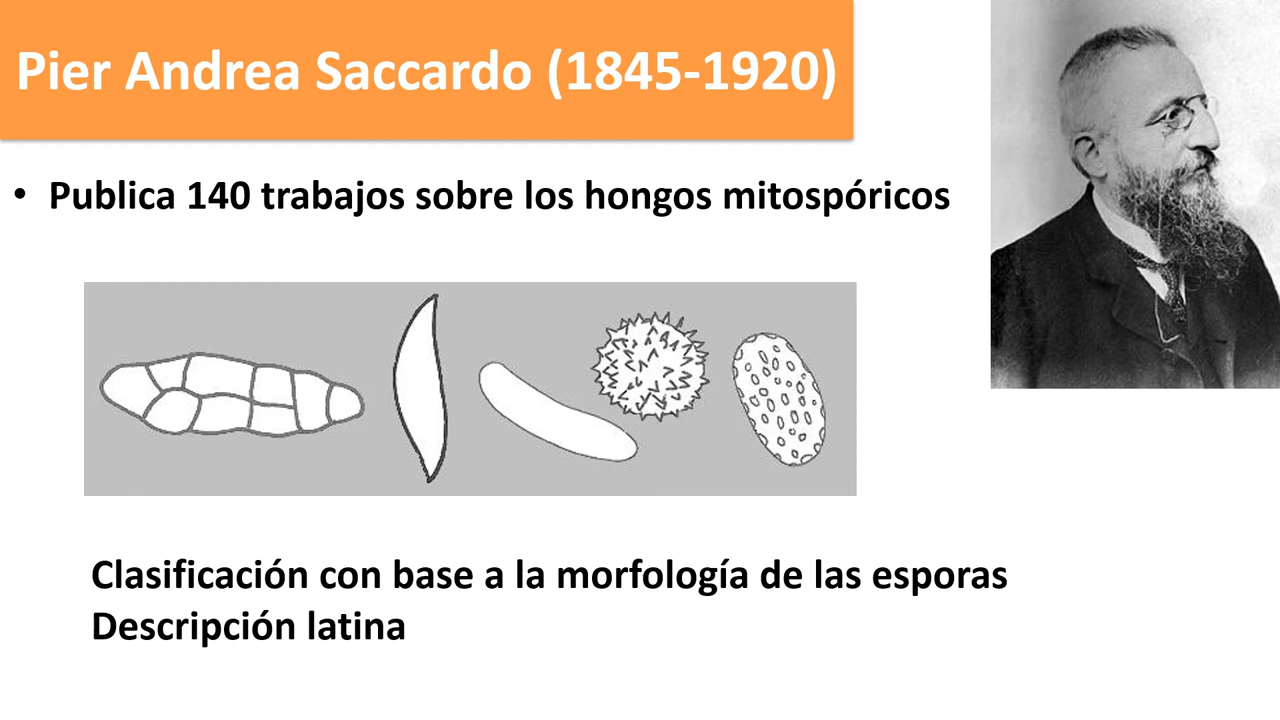 Pier Andrea Saccardo (1845-1920)
• Publica 140 trabajos sobre los hongos mitospóricos
Clasificación con base a la morfología de las esporas
Descripción latina